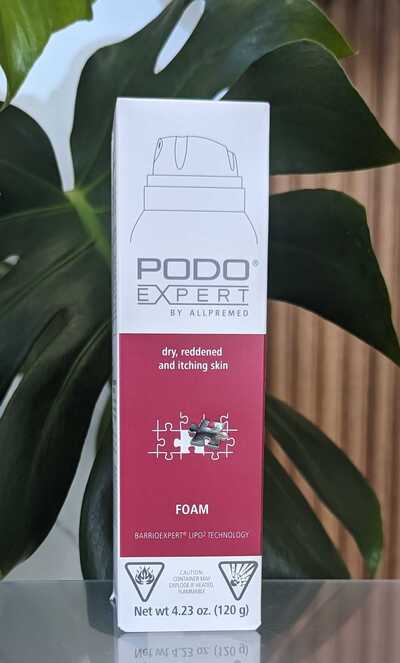 PODO®
EXPERT
BY ALLPREMED
dry, reddened
and itching skin
FOAM
BARRIOEXPERT® LIPO² TECHNOLOGY
CAUTION:
CONTAINER MAY
EXPLODE IF HEATED.
FLAMMABLE
Net wt 4.23 oz. (120 g)